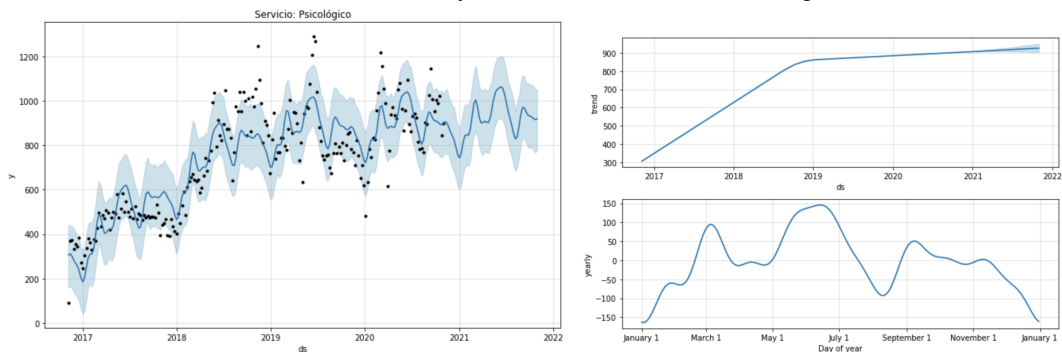 Servicio: Psicológico
y
1200
1000
800
600
400
200
0
2017
2018
2019
2020
2021
ds
trend
900
800
700
600
500
400
300
2017
2018
2019
2020
2021
2022
ds
yearly
150
100
50
0
−50
−100
−150
January 1
March 1
May 1
July 1
September 1
November 1
January 1
Day of year